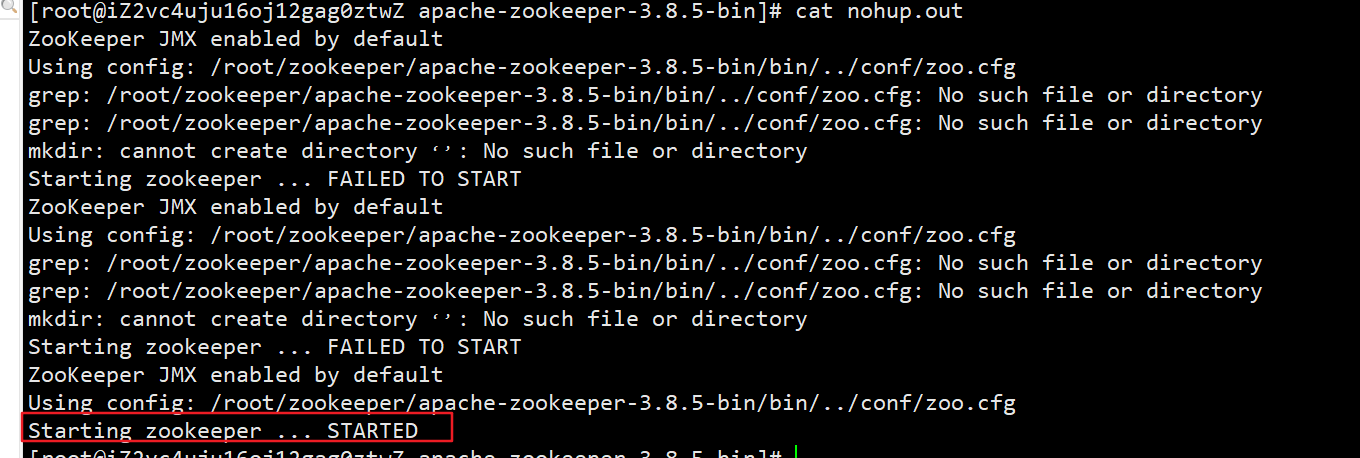 [root@iZ2vc4uju16oj12gag0ztwZ apache-zookeeper-3.8.5-bin]# cat nohup.out
ZooKeeper JMX enabled by default
Using config: /root/zookeeper/apache-zookeeper-3.8.5-bin/bin/../conf/zoo.cfg
grep: /root/zookeeper/apache-zookeeper-3.8.5-bin/bin/../conf/zoo.cfg: No such file or directory
grep: /root/zookeeper/apache-zookeeper-3.8.5-bin/bin/../conf/zoo.cfg: No such file or directory
mkdir: cannot create directory ‘’: No such file or directory
Starting zookeeper ... FAILED TO START
ZooKeeper JMX enabled by default
Using config: /root/zookeeper/apache-zookeeper-3.8.5-bin/bin/../conf/zoo.cfg
grep: /root/zookeeper/apache-zookeeper-3.8.5-bin/bin/../conf/zoo.cfg: No such file or directory
grep: /root/zookeeper/apache-zookeeper-3.8.5-bin/bin/../conf/zoo.cfg: No such file or directory
mkdir: cannot create directory ‘’: No such file or directory
Starting zookeeper ... FAILED TO START
ZooKeeper JMX enabled by default
Using config: /root/zookeeper/apache-zookeeper-3.8.5-bin/bin/../conf/zoo.cfg
Starting zookeeper ... STARTED
[root@iZ2vc4uju16oj12gag0ztwZ apache-zookeeper-3.8.5-bin]#